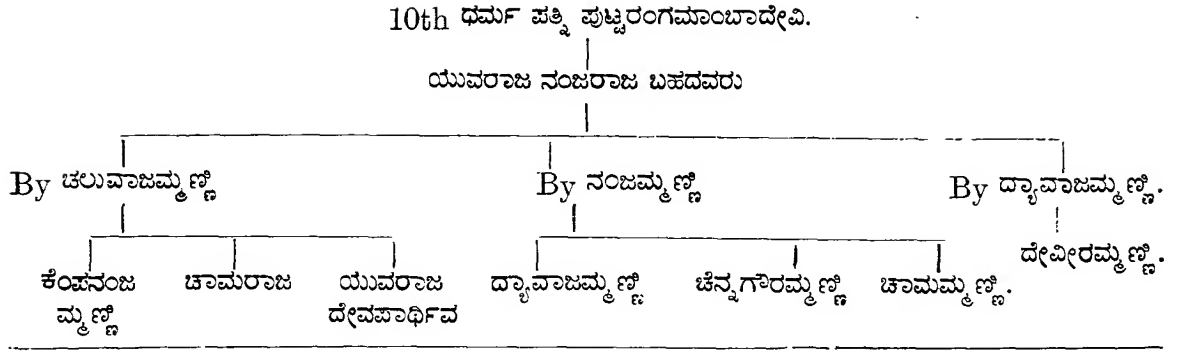 10th ಧರ್ಮ ಪತ್ನಿ ಪುಟ್ಟರಂಗಮಾಂಬಾದೇವಿ.
ಯುವರಾಜ ನಂಜರಾಜ ಬಹದವರು
By ಚಲುವಾಜಮ್ಮಣ್ಣಿ By ನಂಜಮ್ಮಣ್ಣಿ By ದ್ಯಾವಾಜಮ್ಮಣ್ಣಿ.
ಕೆಂಪನಂಜ ಚಾಮರಾಜ ಯುವರಾಜ ದ್ಯಾವಾಜಮ್ಮಣ್ಣಿ ಚೆನ್ನಗೌರಮ್ಮಣ್ಣಿ ಚಾಮಮ್ಮಣ್ಣಿ. ದೇವೀರಮ್ಮಣ್ಣಿ.
ಮ್ಮಣ್ಣಿ ದೇವಪಾರ್ಥಿವ